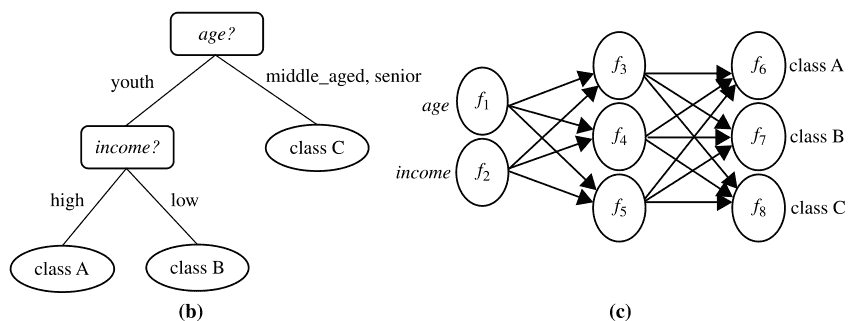 age?
youth
middle_aged, senior
income?
class C
high
low
class A
class B
(b)
age
income
f1
f2
f3
f4
f5
f6
f7
f8
class A
class B
class C
(c)